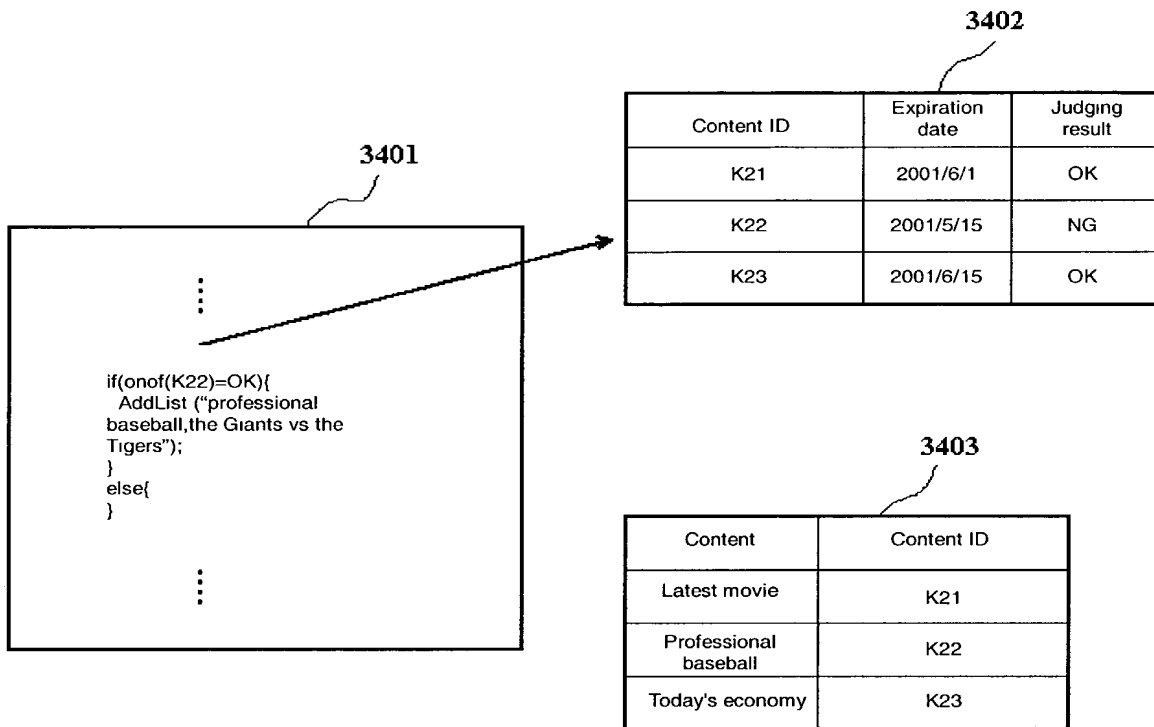 3402
Content ID
Expiration
date
Judging
result
K21
2001/6/1
OK
K22
2001/5/15
NG
K23
2001/6/15
OK
3401
if(onof(K22)=OK){
AddList ("professional
baseball,the Giants vs the
Tigers");
}
else{
}
3403
Content
Content ID
Latest movie
K21
Professional
baseball
K22
Today's economy
K23